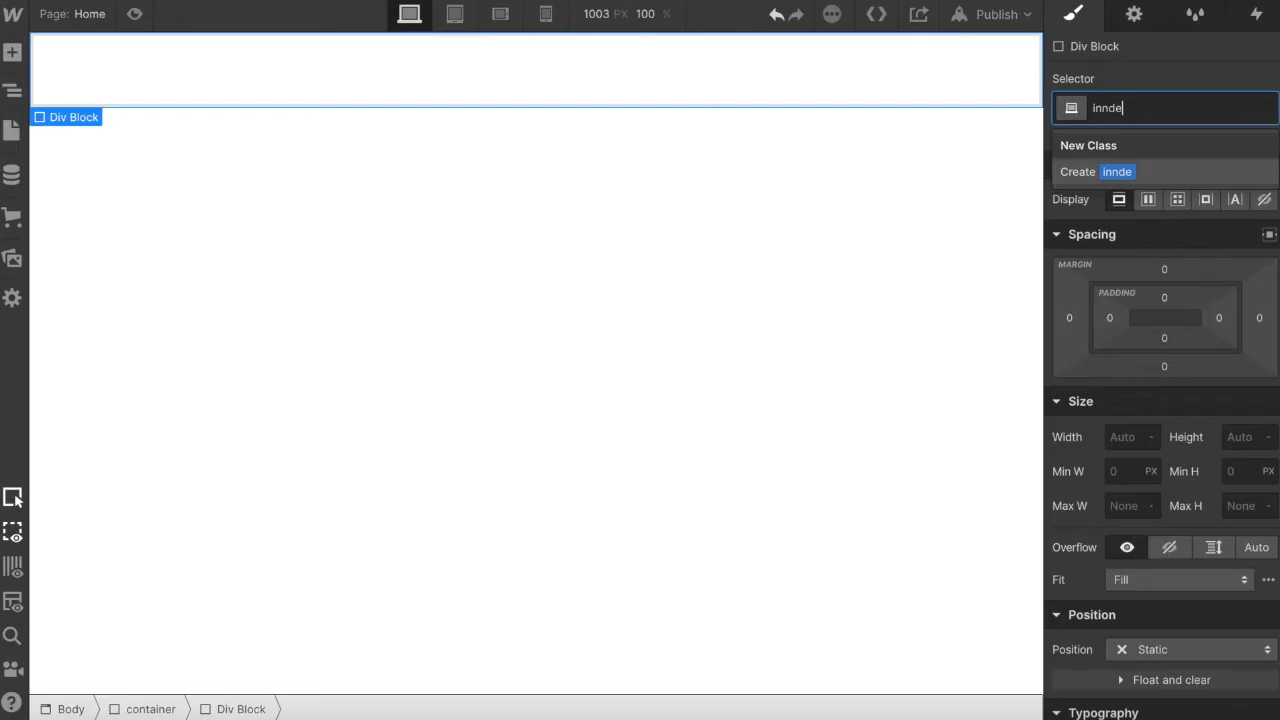 Page: Home
1003 PX 100 %
Publish
Div Block
Selector
innde
New Class
Create innde
Display
Spacing
MARGIN
0
PADDING
0
0 0 0 0
0
0
Size
Width Auto - Height Auto -
Min W 0 PX Min H 0 PX
Max W None - Max H None -
Overflow Auto
Fit Fill
Position
Position Static
Float and clear
Typography
Div Block
Body container Div Block